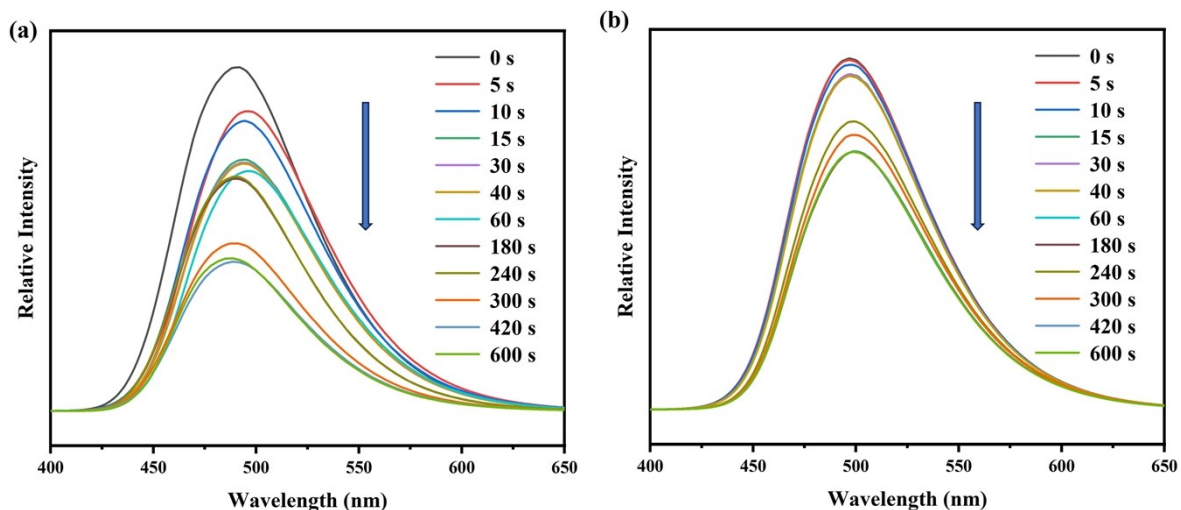 (a)
0 s
5 s
10 s
15 s
30 s
40 s
60 s
180 s
240 s
300 s
420 s
600 s
Relative Intensity
400 450 500 550 600 650
Wavelength (nm)
(b)
0 s
5 s
10 s
15 s
30 s
40 s
60 s
180 s
240 s
300 s
420 s
600 s
Relative Intensity
400 450 500 550 600 650
Wavelength (nm)